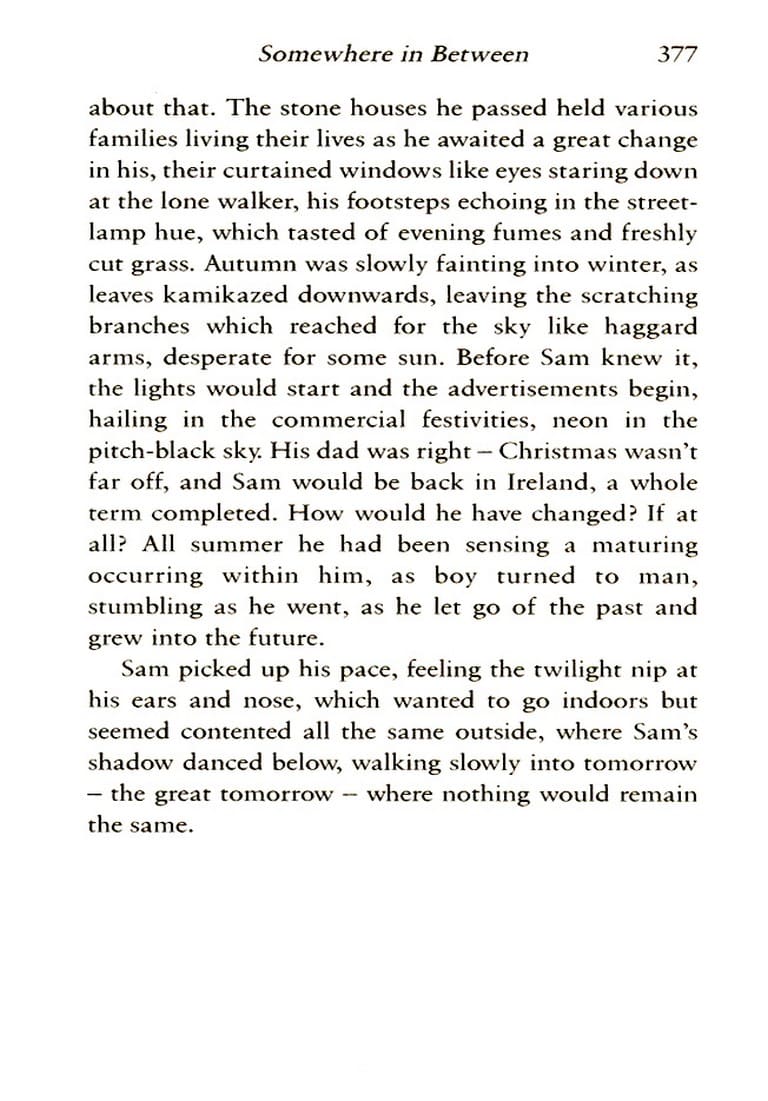 Somewhere in Between 377
about that. The stone houses he passed held various
families living their lives as he awaited a great change
in his, their curtained windows like eyes staring down
at the lone walker, his footsteps echoing in the street-
lamp hue, which tasted of evening fumes and freshly
cut grass. Autumn was slowly fainting into winter, as
leaves kamikazed downwards, leaving the scratching
branches which reached for the sky like haggard
arms, desperate for some sun. Before Sam knew it,
the lights would start and the advertisements begin,
hailing in the commercial festivities, neon in the
pitch-black sky. His dad was right – Christmas wasn't
far off, and Sam would be back in Ireland, a whole
term completed. How would he have changed? If at
all? All summer he had been sensing a maturing
occurring within him, as boy turned to man,
stumbling as he went, as he let go of the past and
grew into the future.
Sam picked up his pace, feeling the twilight nip at
his ears and nose, which wanted to go indoors but
seemed contented all the same outside, where Sam's
shadow danced below, walking slowly into tomorrow
– the great tomorrow – where nothing would remain
the same.